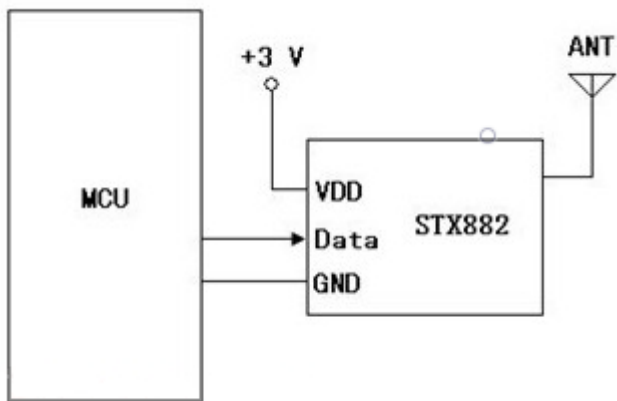 +3 V
ANT
MCU
VDD
STX882
Data
GND